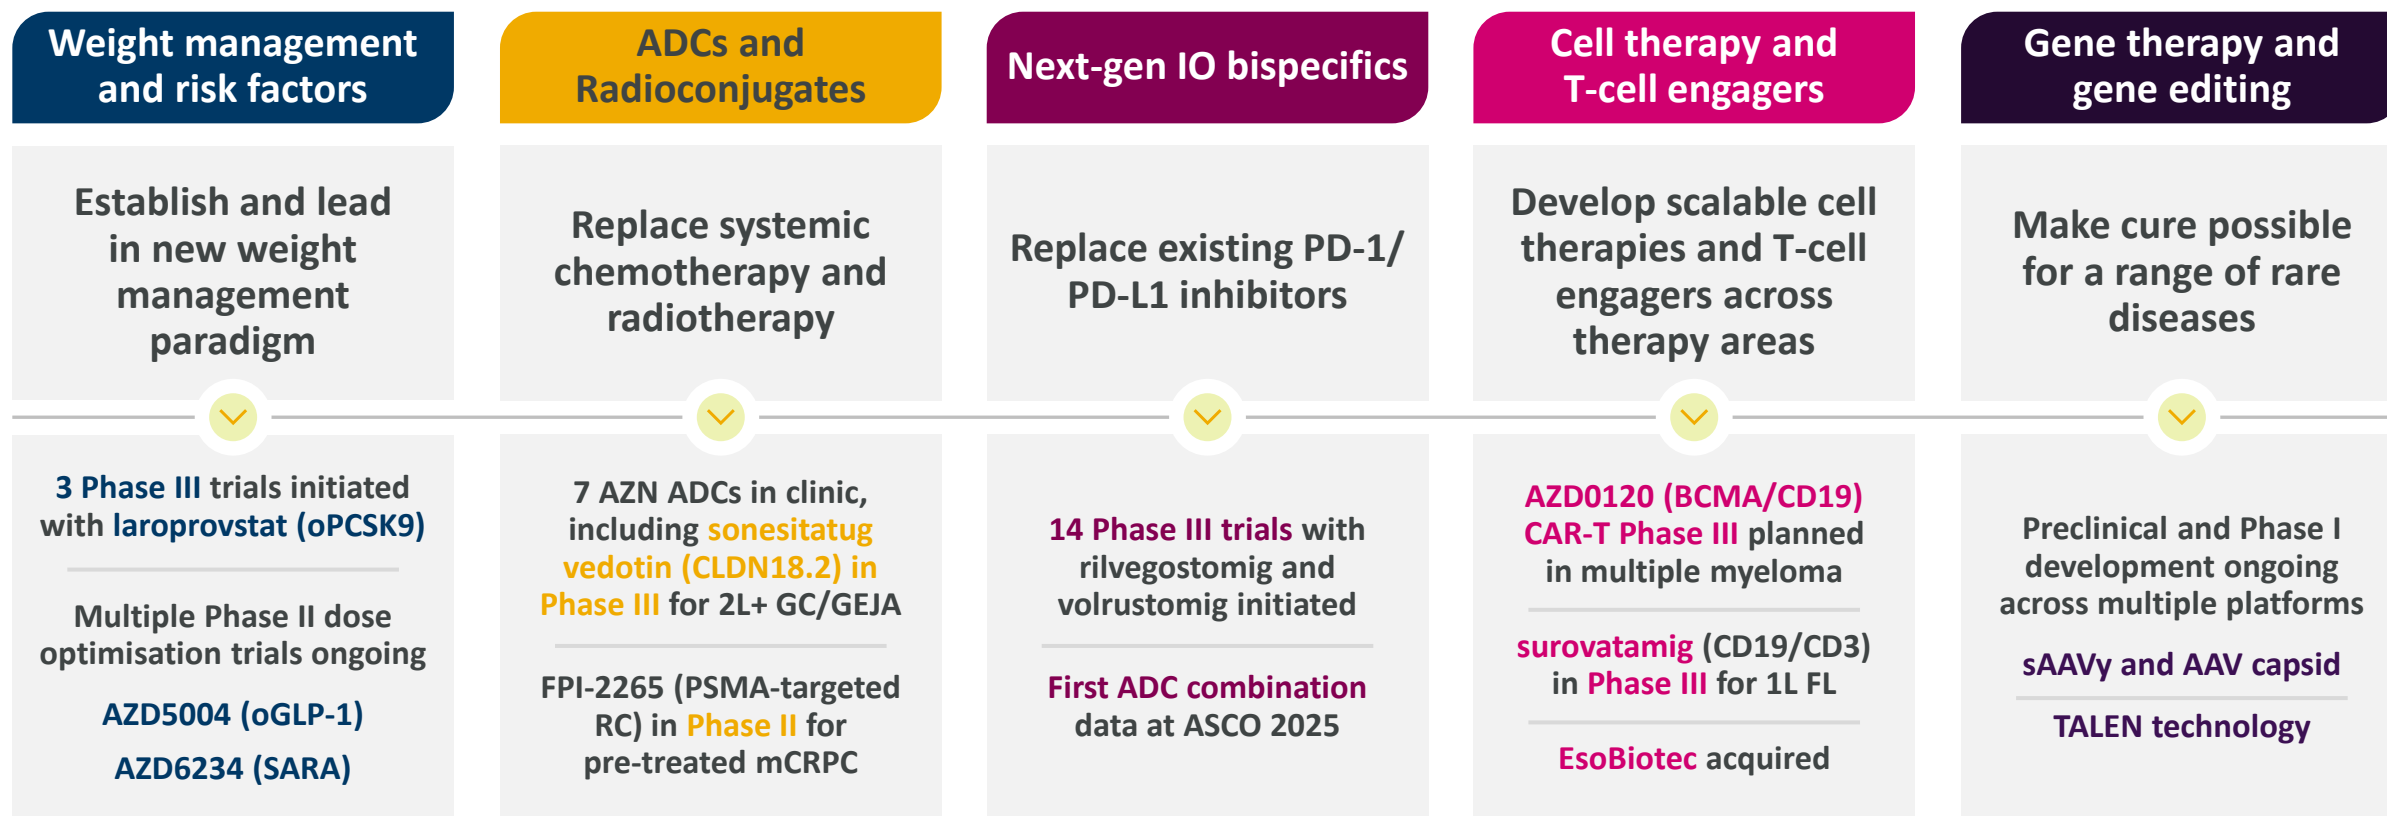 Weight management
and risk factors
Establish and lead
in new weight
management
paradigm
3 Phase III trials initiated
with laroprovstat (oPCSK9)
Multiple Phase II dose
optimisation trials ongoing
AZD5004 (oGLP-1)
AZD6234 (SARA)
ADCs and
Radioconjugates
Replace systemic
chemotherapy and
radiotherapy
7 AZN ADCs in clinic,
including sonesitatug
vedotin (CLDN18.2) in
Phase III for 2L+ GC/GEJA
FPI-2265 (PSMA-targeted
RC) in Phase II for
pre-treated mCRPC
Next-gen IO bispecifics
Replace existing PD-1/
PD-L1 inhibitors
14 Phase III trials with
rilvegostomig and
volrustomig initiated
First ADC combination
data at ASCO 2025
Cell therapy and
T-cell engagers
Develop scalable cell
therapies and T-cell
engagers across
therapy areas
AZD0120 (BCMA/CD19)
CAR-T Phase III planned
in multiple myeloma
surovatamig (CD19/CD3)
in Phase III for 1L FL
EsoBiotec acquired
Gene therapy and
gene editing
Make cure possible
for a range of rare
diseases
Preclinical and Phase I
development ongoing
across multiple platforms
sAAVy and AAV capsid
TALEN technology